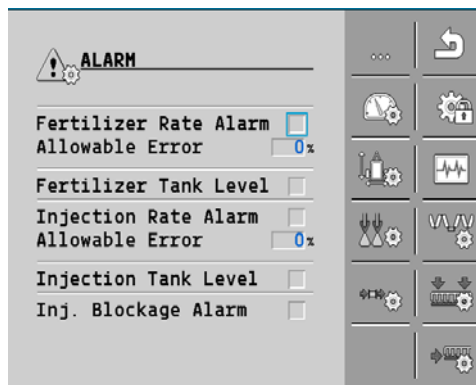 ALARM
Fertilizer Rate Alarm
Allowable Error 0%
Fertilizer Tank Level
Injection Rate Alarm
Allowable Error 0%
Injection Tank Level
Inj. Blockage Alarm